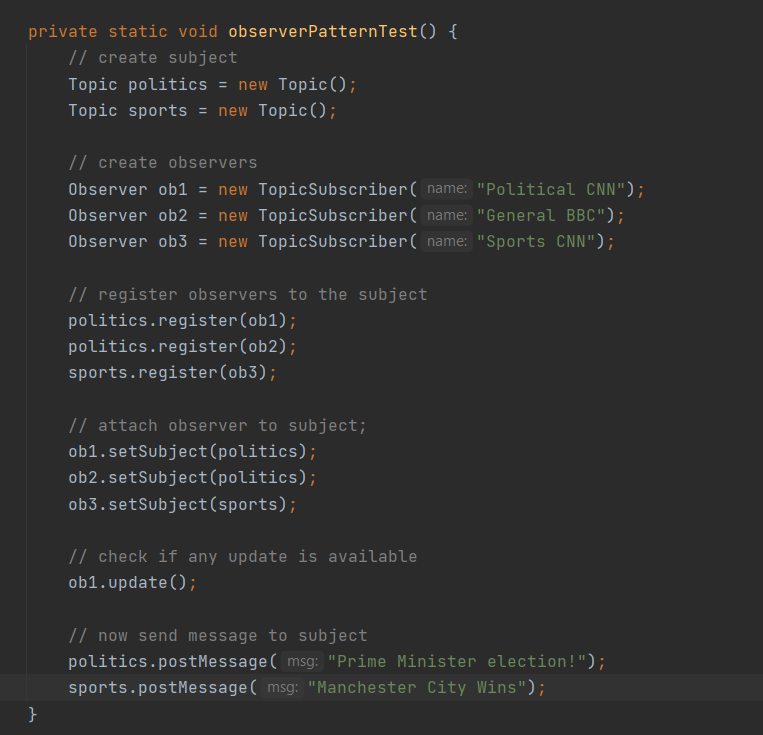 private static void observerPatternTest() {
// create subject
Topic politics = new Topic();
Topic sports = new Topic();
// create observers
Observer ob1 = new TopicSubscriber( name: "Political CNN");
Observer ob2 = new TopicSubscriber( name: "General BBC");
Observer ob3 = new TopicSubscriber( name: "Sports CNN");
// register observers to the subject
politics.register(ob1);
politics.register(ob2);
sports.register(ob3);
// attach observer to subject;
ob1.setSubject(politics);
ob2.setSubject(politics);
ob3.setSubject(sports);
// check if any update is available
ob1.update();
// now send message to subject
politics.postMessage( msg: "Prime Minister election!");
sports.postMessage( msg: "Manchester City Wins");
}